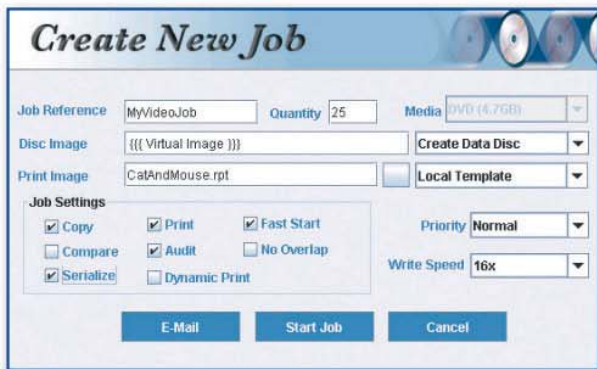 Create New Job
Job Reference MyVideoJob Quantity 25 Media DVD (4.7GB)
Disc Image {{{ Virtual Image }}} Create Data Disc
Print Image CatAndMouse.rpt Local Template
Job Settings
Copy Print Fast Start Priority Normal
Compare Audit No Overlap
Serialize Dynamic Print Write Speed 16x
E-Mail Start Job Cancel